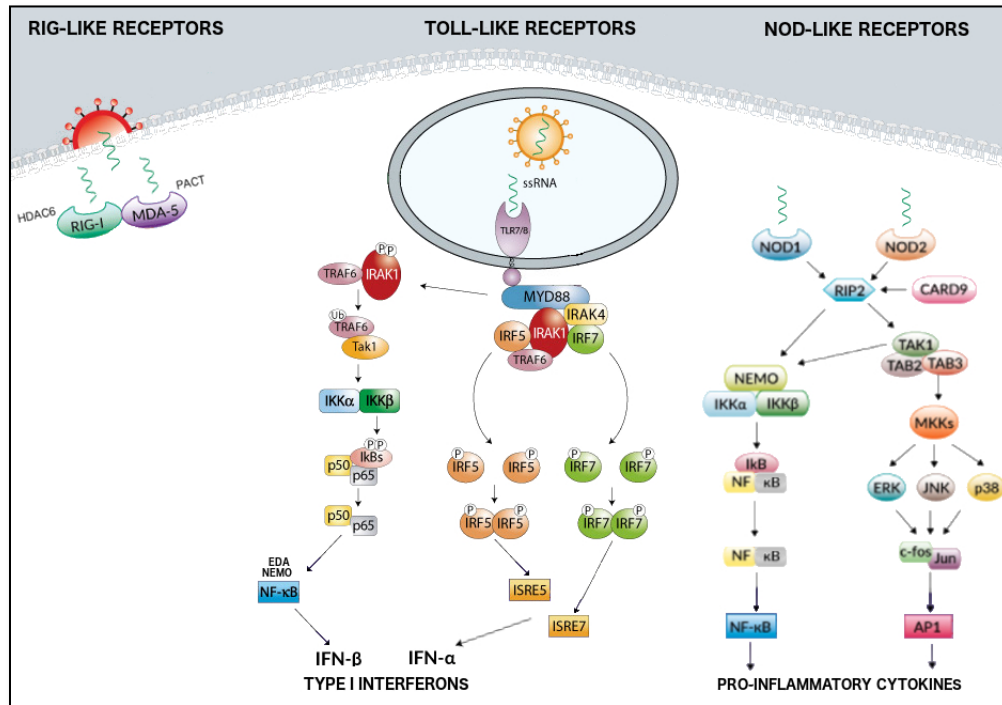 RIG-LIKE RECEPTORS
TOLL-LIKE RECEPTORS
NOD-LIKE RECEPTORS
HDAC6
RIG-I
MDA-5
PACT
ssRNA
TLR7/8
MYD88
IRAK4
IRAK1
IRF5
IRF7
TRAF6
P P
TRAF6
IRAK1
Ub
TRAF6
Tak1
IKKα
IKKβ
P P
IkBs
p50
p65
p50
p65
EDA
NEMO
NF-κB
P
IRF5
P
IRF5
P
IRF7
P
IRF7
P
IRF5
P
IRF5
P
IRF7
P
IRF7
ISRE5
ISRE7
IFN-β
IFN-α
TYPE I INTERFERONS
NOD1
NOD2
RIP2
CARD9
TAK1
TAB2
TAB3
NEMO
IKKα
IKKβ
MKKs
IkB
NF
κB
ERK
JNK
p38
NF
κB
c-fos
Jun
NF-κB
AP1
PRO-INFLAMMATORY CYTOKINES